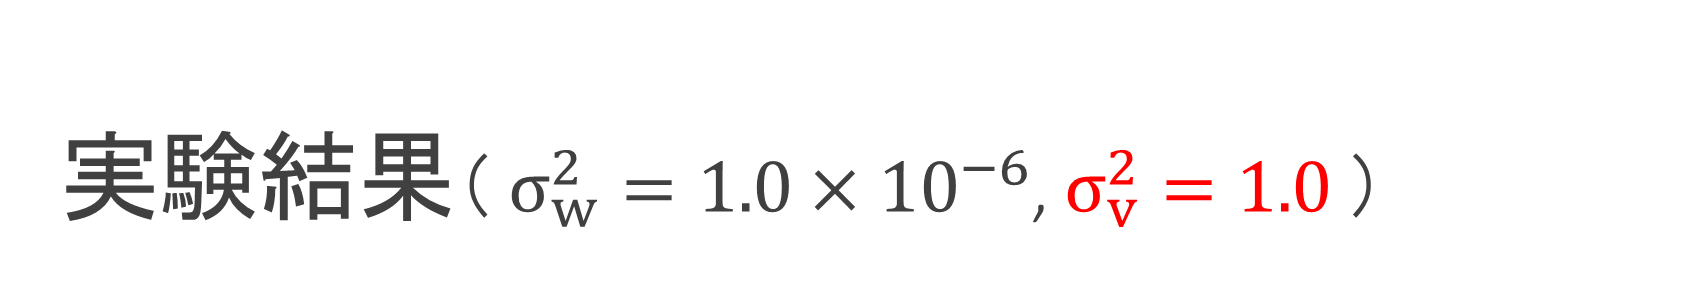 実験結果( σ_w^2 = 1.0 × 10^{−6}, σ_v^2 = 1.0 )